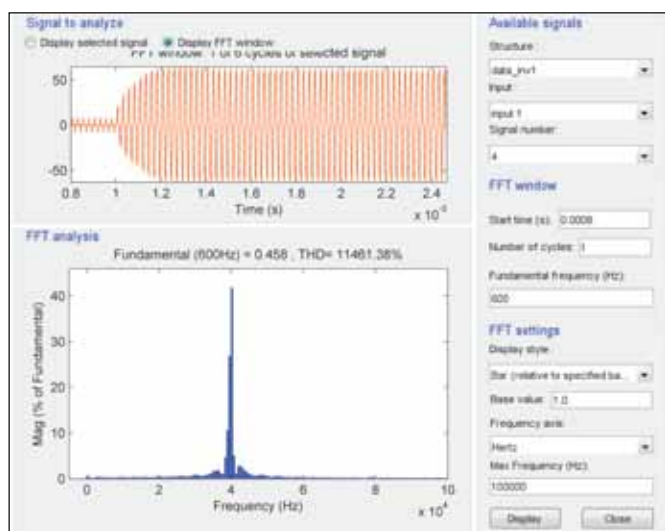 Signal to analyze
Display selected signal Display FFT window
FFT window: 1 of 6 cycles of selected signal
50
0
-50
0.8 1 1.2 1.4 1.6 1.8 2 2.2 2.4
Time (s)
x 10
FFT analysis
Fundamental (600Hz) = 0.458 , THD= 11461.38%
Mag (% of Fundamental)
40
30
20
10
0
0 2 4 6 8 10
Frequency (Hz)
x 10^4
Available signals
Structure :
data_inv1
Input :
input 1
Signal number:
4
FFT window
Start time (s): 0.0008
Number of cycles: 1
Fundamental frequency (Hz):
600
FFT settings
Display style :
Bar (relative to specified ba...
Base value: 1.0
Frequency axis:
Hertz
Max Frequency (Hz):
100000
Display Close